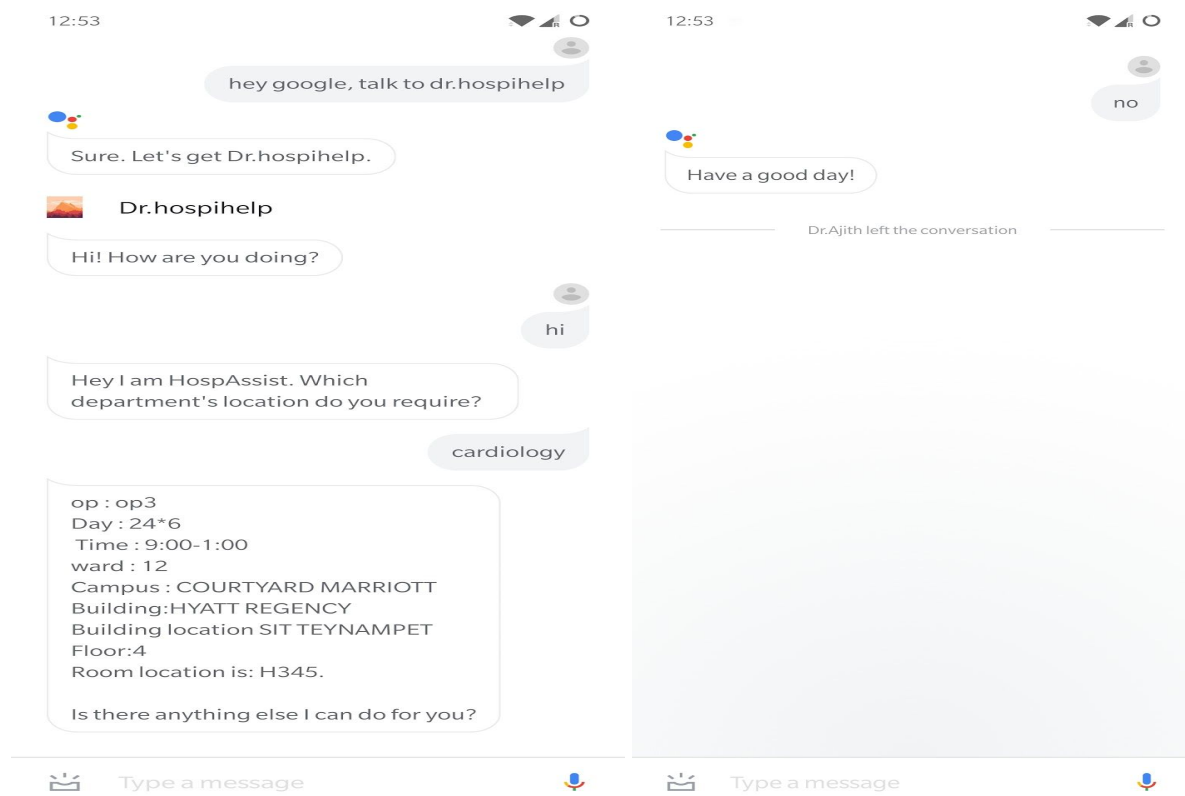 12:53
hey google, talk to dr.hospihelp
Sure. Let's get Dr.hospihelp.
Dr.hospihelp
Hi! How are you doing?
hi
Hey I am HospAssist. Which
department's location do you require?
cardiology
op : op3
Day : 24*6
Time : 9:00-1:00
ward : 12
Campus : COURTYARD MARRIOTT
Building:HYATT REGENCY
Building location SIT TEYNAMPET
Floor:4
Room location is: H345.
Is there anything else I can do for you?
Type a message
12:53
no
Have a good day!
Dr.Ajith left the conversation
Type a message